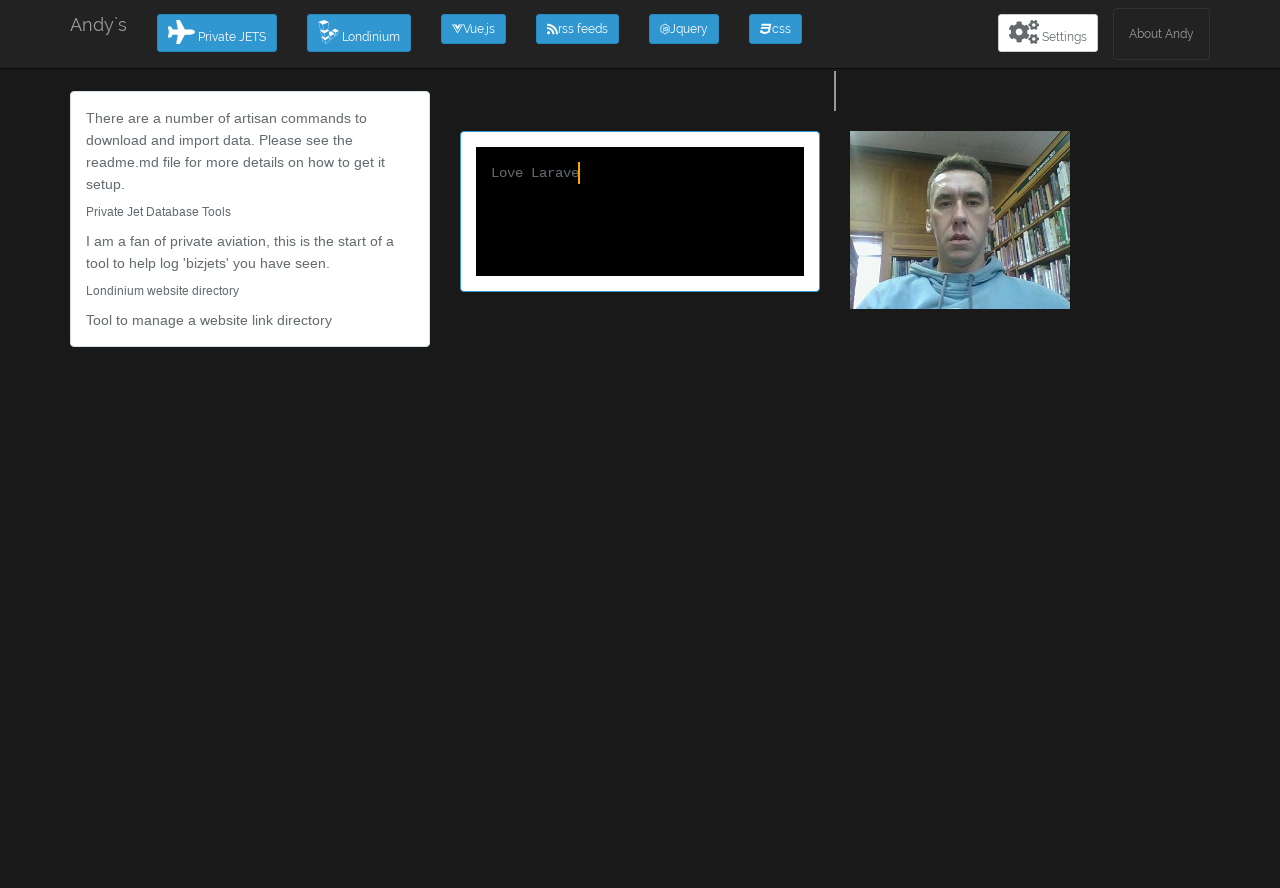 Andy`s
Private JETS
Londinium
Vue.js
rss feeds
Jquery
css
Settings
About Andy
There are a number of artisan commands to
download and import data. Please see the
readme.md file for more details on how to get it
setup.
Private Jet Database Tools
I am a fan of private aviation, this is the start of a
tool to help log 'bizjets' you have seen.
Londinium website directory
Tool to manage a website link directory
Love Larave